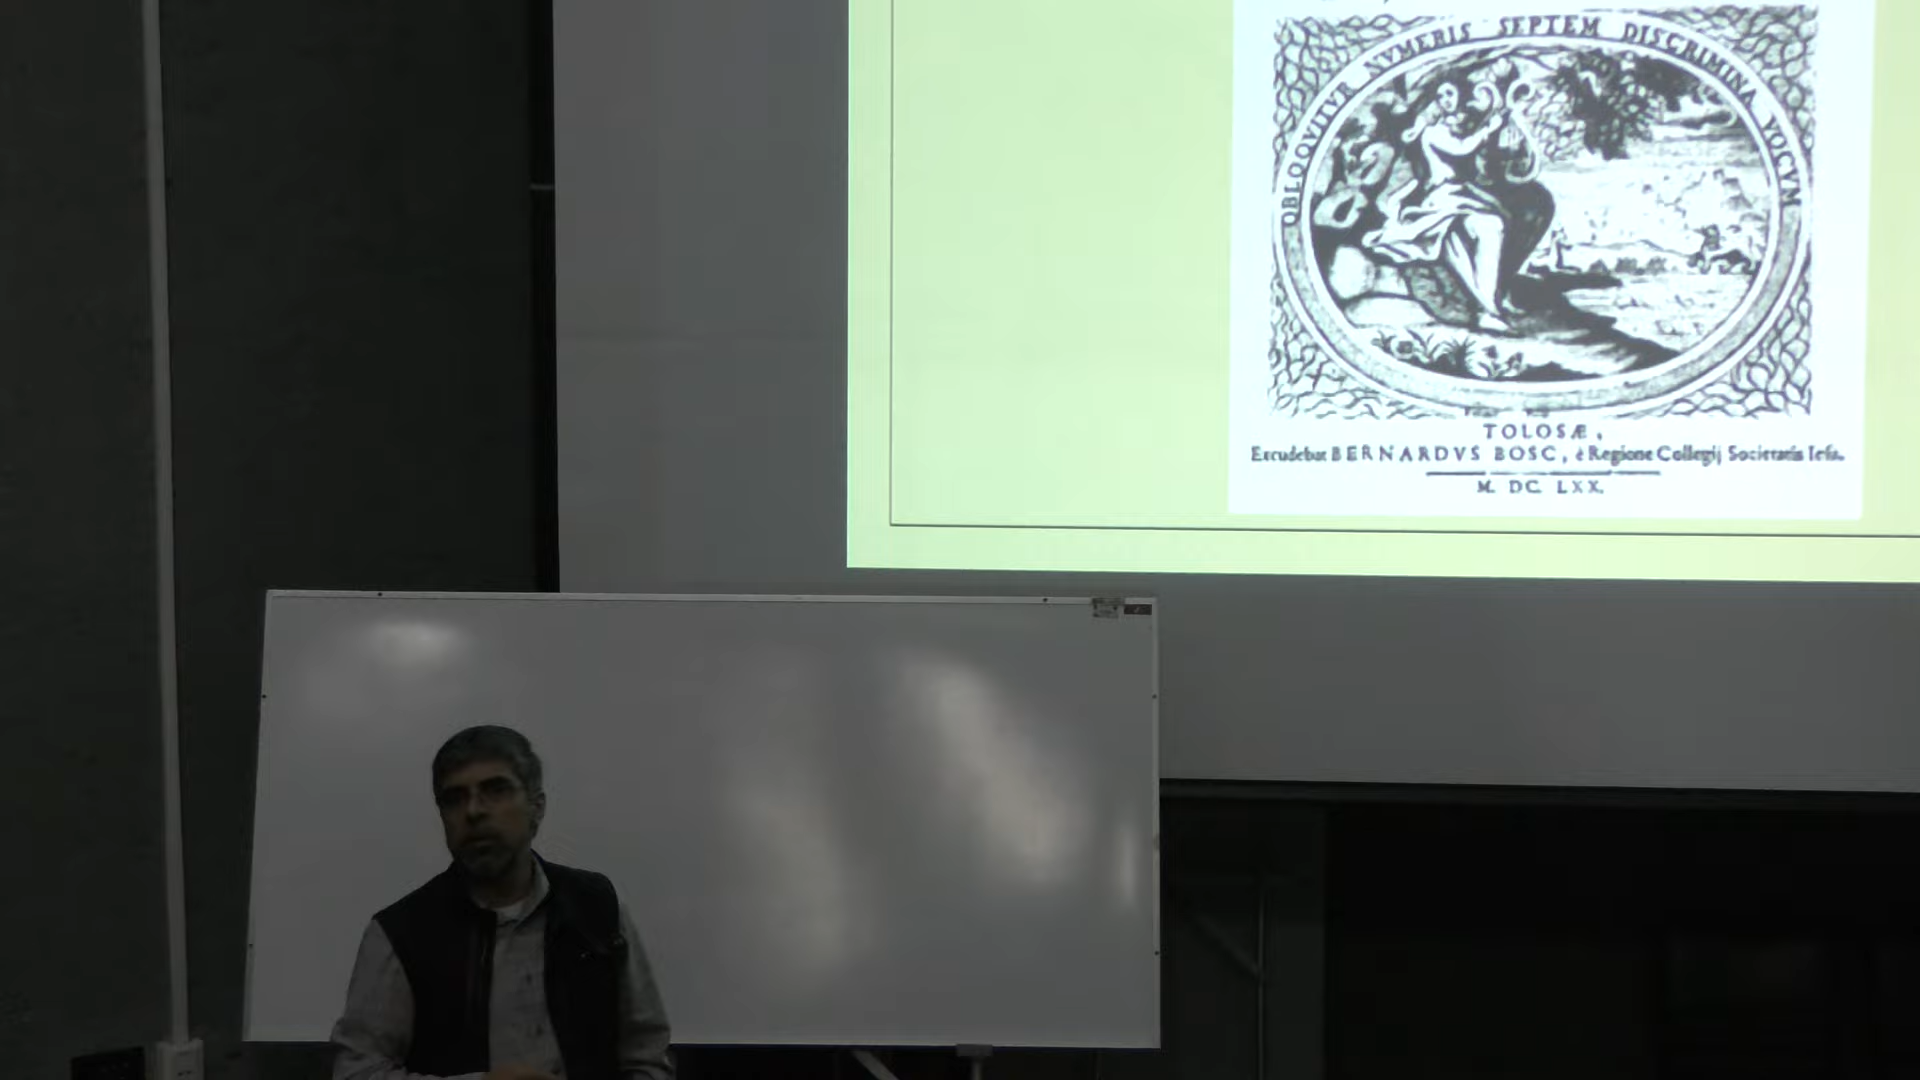 OBLOQVITVR NVMERIS SEPTEM DISCRIMINA VOCVM
TOLOSÆ,
Excudebat BERNARDVS BOSC, è Regione Collegij Societatis Iesu.
M. DC. LXX.